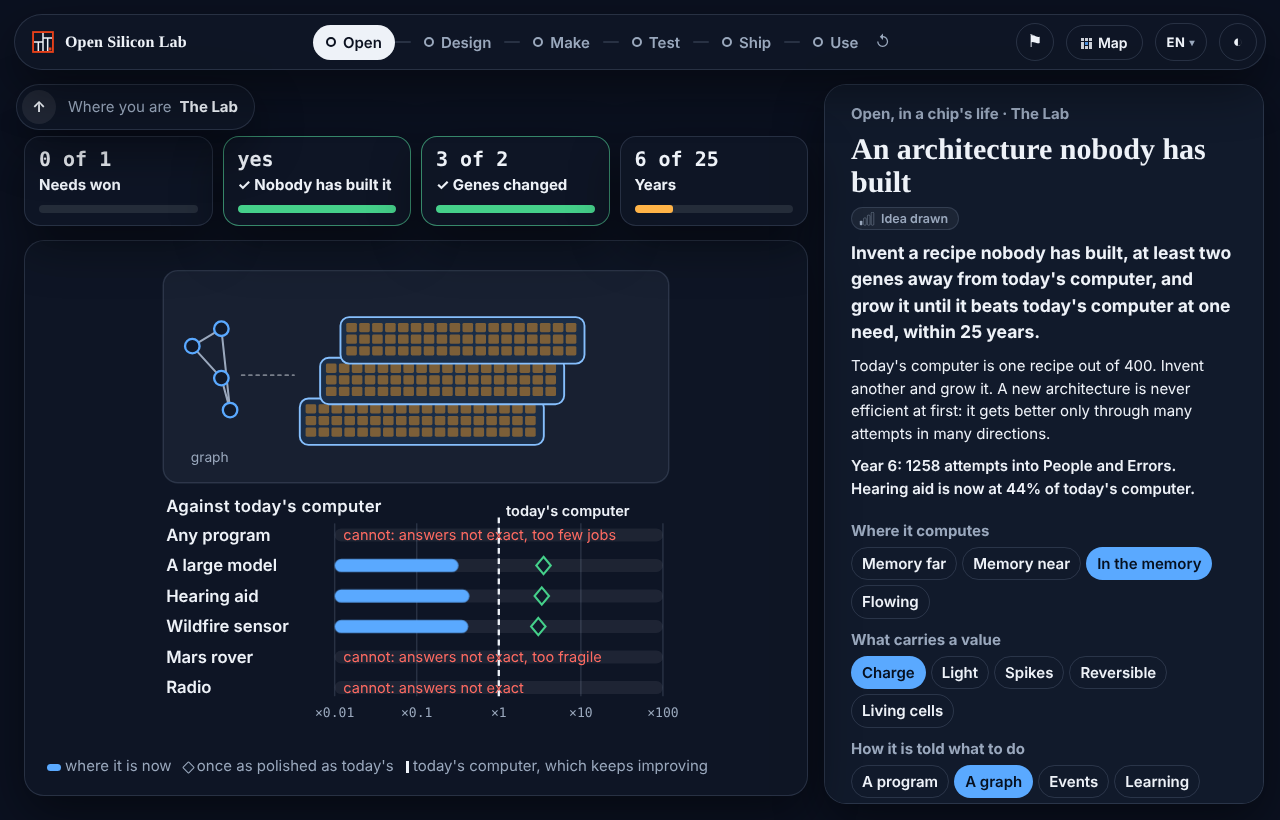 Open Silicon Lab
Open
Design
Make
Test
Ship
Use
Map
EN
Where you are The Lab
0 of 1
Needs won
yes
✓ Nobody has built it
3 of 2
✓ Genes changed
6 of 25
Years
graph
Against today's computer
today's computer
Any program
cannot: answers not exact, too few jobs
A large model
Hearing aid
Wildfire sensor
Mars rover
cannot: answers not exact, too fragile
Radio
cannot: answers not exact
×0.01 ×0.1 ×1 ×10 ×100
where it is now
once as polished as today's
today's computer, which keeps improving
Open, in a chip's life · The Lab
An architecture nobody has
built
Idea drawn
Invent a recipe nobody has built, at least two
genes away from today's computer, and
grow it until it beats today's computer at one
need, within 25 years.
Today's computer is one recipe out of 400. Invent
another and grow it. A new architecture is never
efficient at first: it gets better only through many
attempts in many directions.
Year 6: 1258 attempts into People and Errors.
Hearing aid is now at 44% of today's computer.
Where it computes
Memory far
Memory near
In the memory
Flowing
What carries a value
Charge
Light
Spikes
Reversible
Living cells
How it is told what to do
A program
A graph
Events
Learning